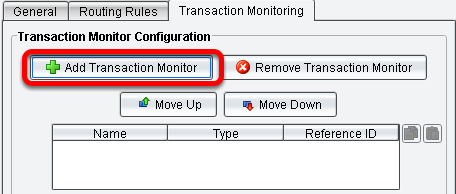 General Routing Rules Transaction Monitoring
Transaction Monitor Configuration
Add Transaction Monitor Remove Transaction Monitor
Move Up Move Down
Name Type Reference ID